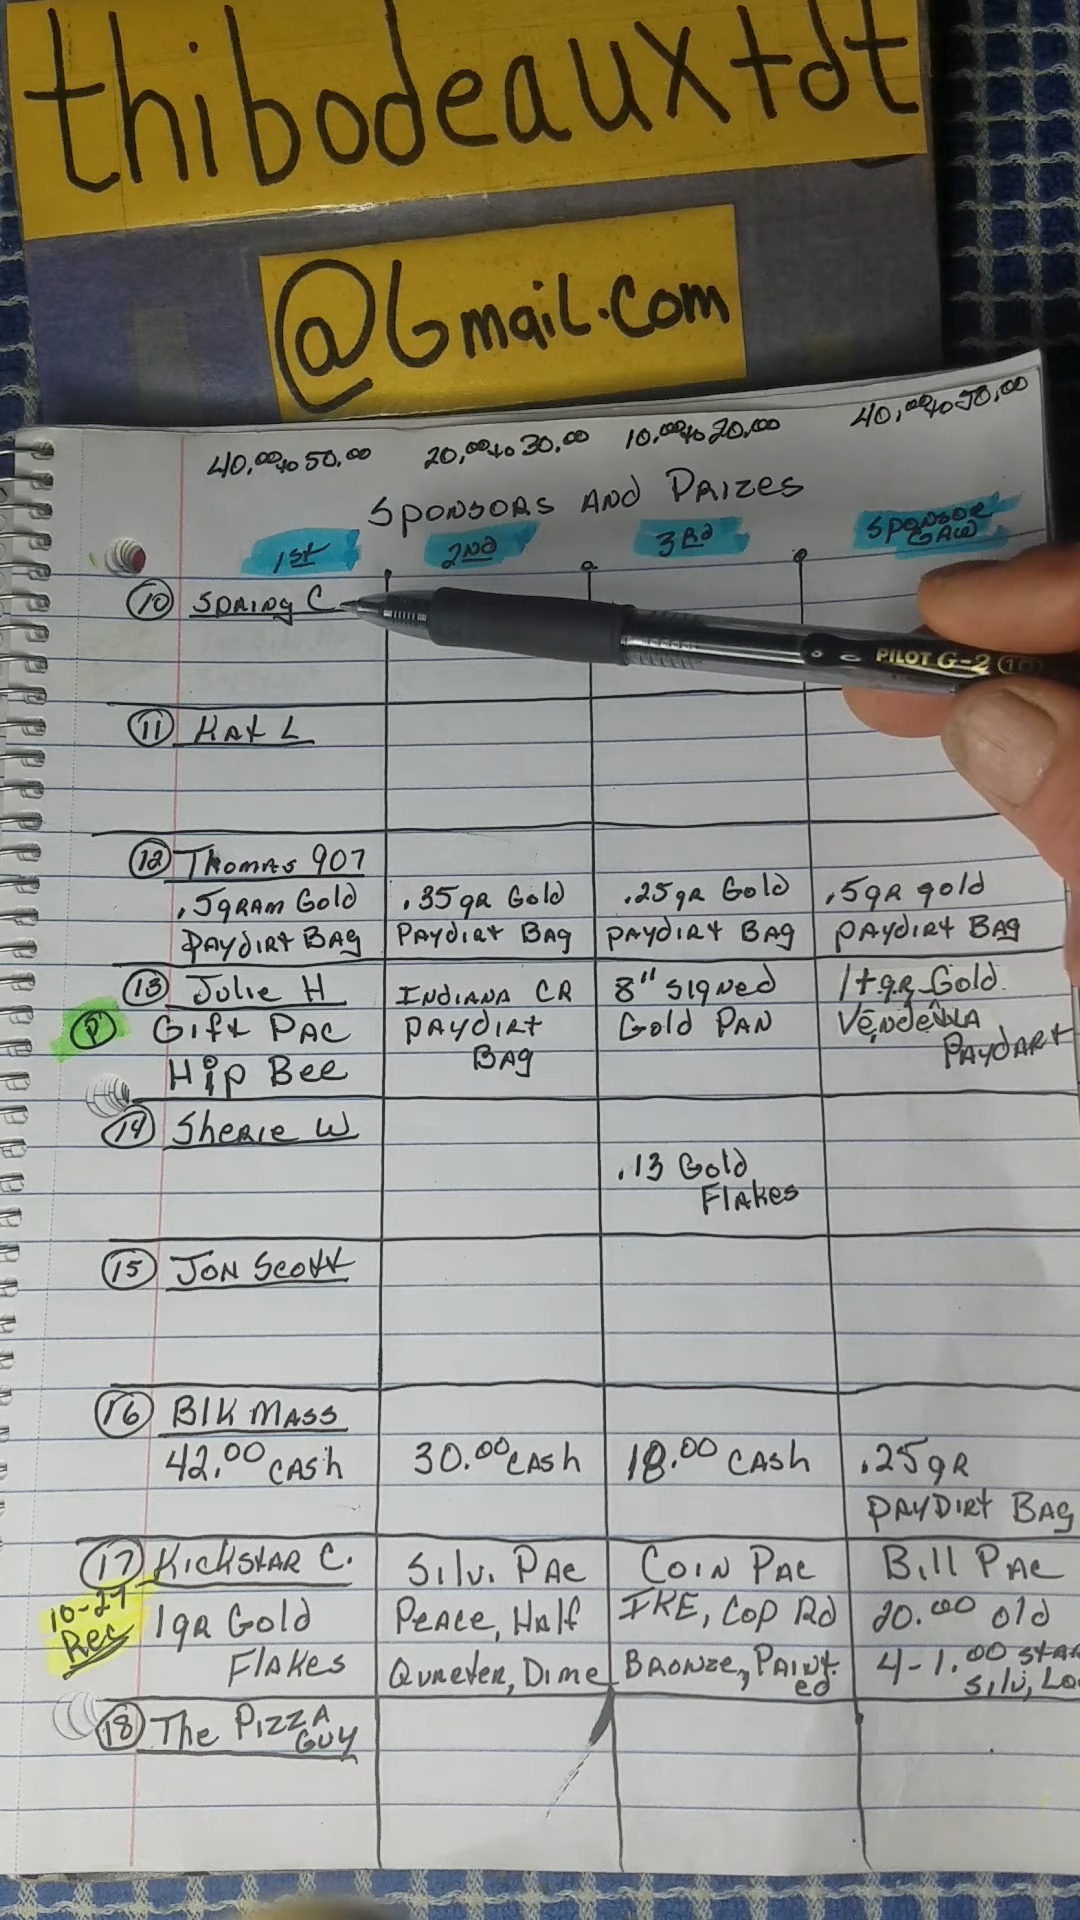 thibodeauxtdt
@Gmail.com
40.00 to 50.00 20.00 to 30.00 10.00 to 20.00 40.00 to 50.00
Sponsors and Prizes
1st 2nd 3rd Sponsor
GAW
10 Spring C
PILOT G-2 (10)
11 Kat L
12 Thomas 907
.5gram Gold .35gr Gold .25gr Gold .5gr gold
Paydirt Bag Paydirt Bag Paydirt Bag Paydirt Bag
13 Julie H Indiana CR 8" Signed 1+gr Gold
P Gift Pac Paydirt Gold Pan
Paydart
Hip Bee Bag
14 Sherie W
.13 Gold
Flakes
15 Jon Scott
16 Blk Mass
42.00 cash 30.00 cash 18.00 cash .25gr
Paydirt Bag
17 Kickstar C. Silv. Pac Coin Pac Bill Pac
10-27 1gr Gold Peace, Half IKE, Cop Rd 20.00 old
Rec Flakes Qureter, Dime Bronze, Painted 4-1.00 star
silv, Lo
18 The Pizza
Guy